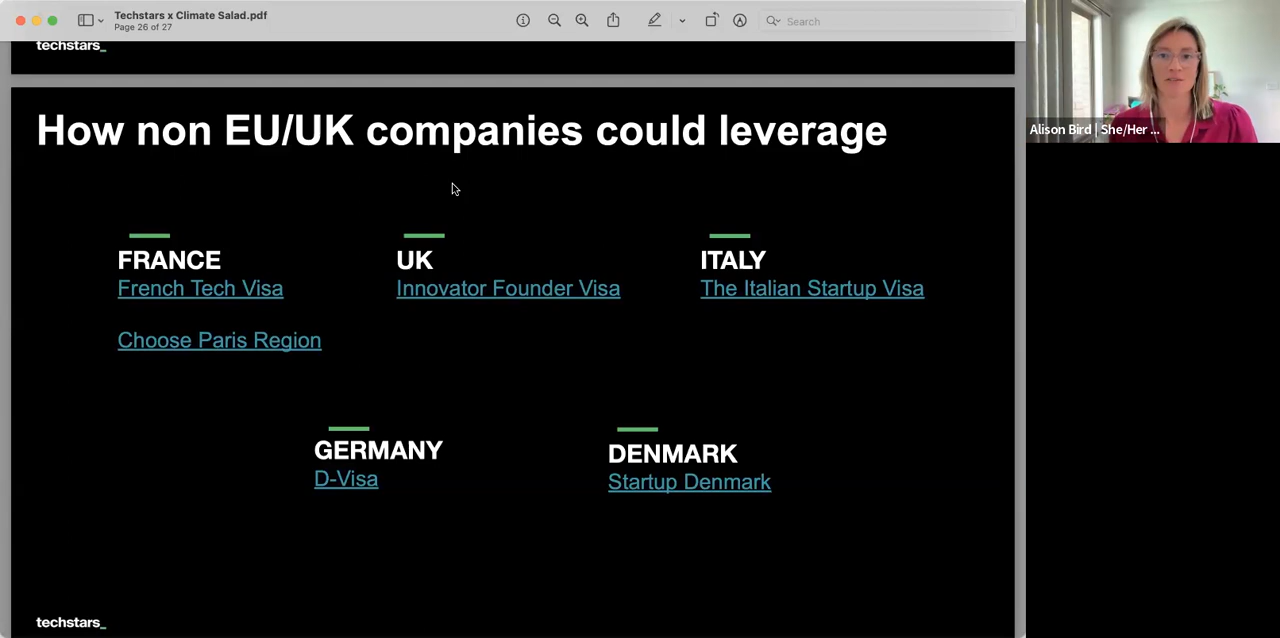 Techstars x Climate Salad.pdf
Page 26 of 27
Search
techstars_
How non EU/UK companies could leverage
FRANCE
French Tech Visa
Choose Paris Region
UK
Innovator Founder Visa
ITALY
The Italian Startup Visa
GERMANY
D-Visa
DENMARK
Startup Denmark
techstars_
Alison Bird | She/Her ...